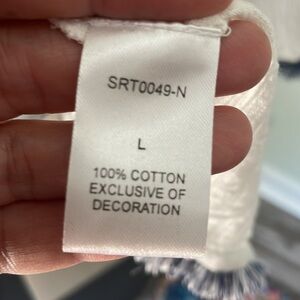 SRT0049-N
L
100% COTTON
EXCLUSIVE OF
DECORATION